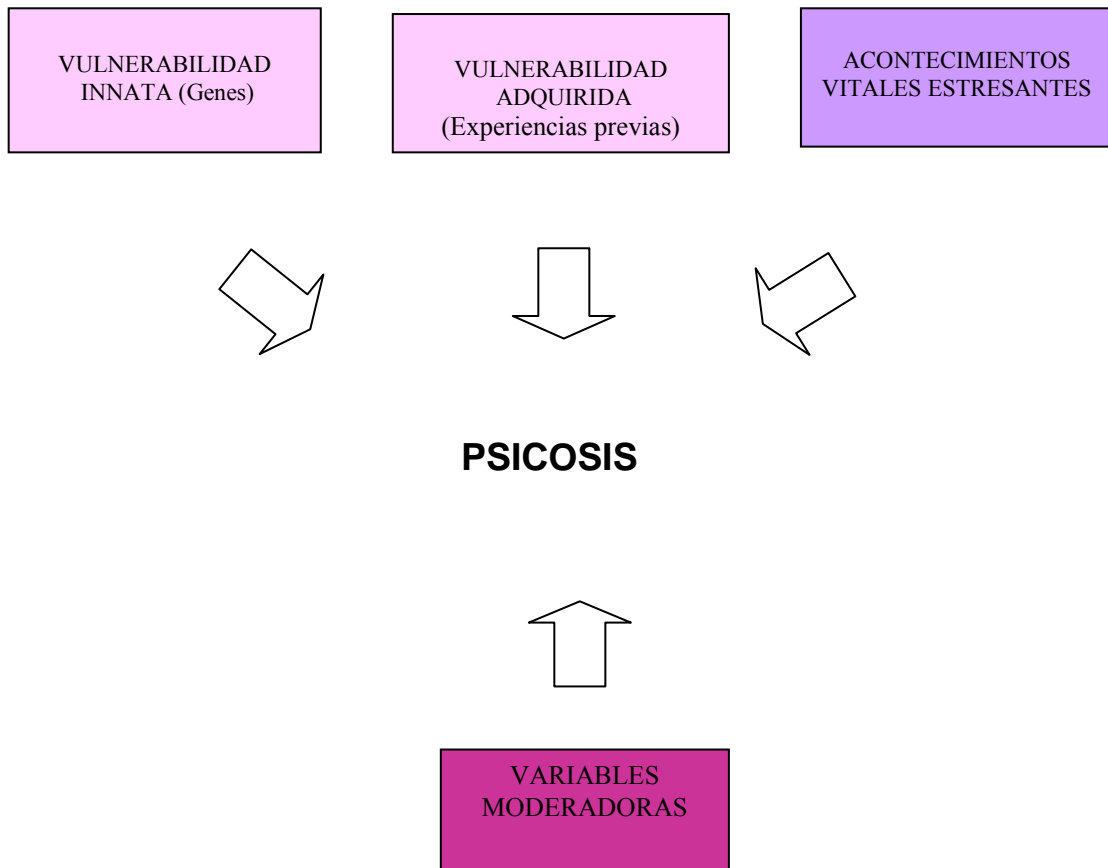 VULNERABILIDAD
INNATA (Genes)
VULNERABILIDAD
ADQUIRIDA
(Experiencias previas)
ACONTECIMIENTOS
VITALES ESTRESANTES
PSICOSIS
VARIABLES
MODERADORAS